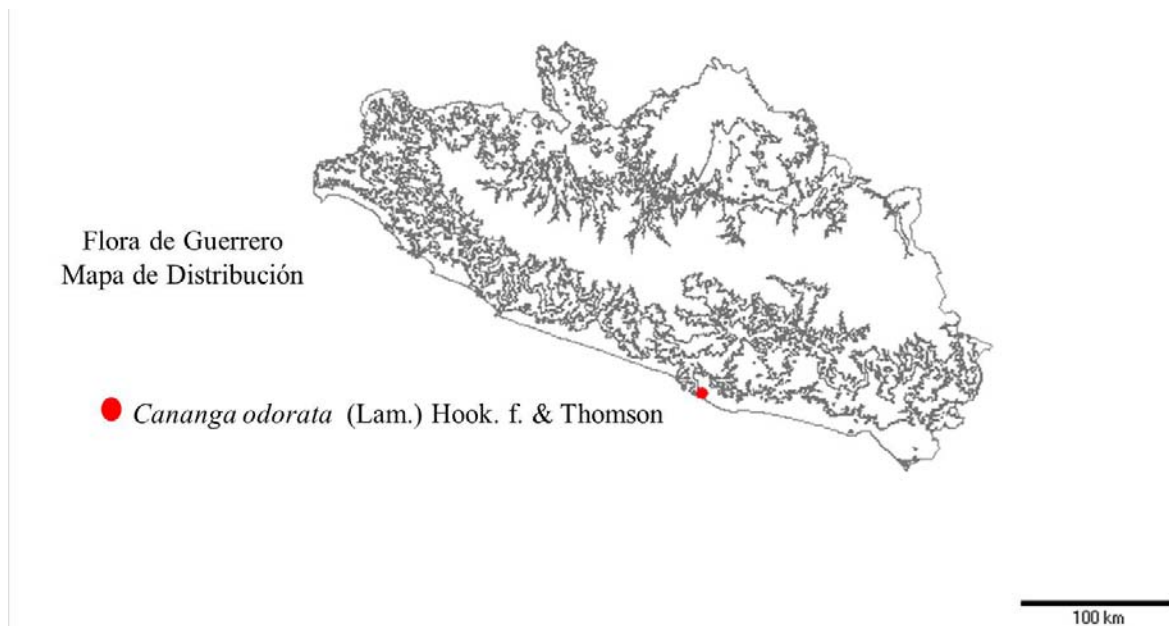 Flora de Guerrero
Mapa de Distribución
Cananga odorata (Lam.) Hook. f. & Thomson
100 km